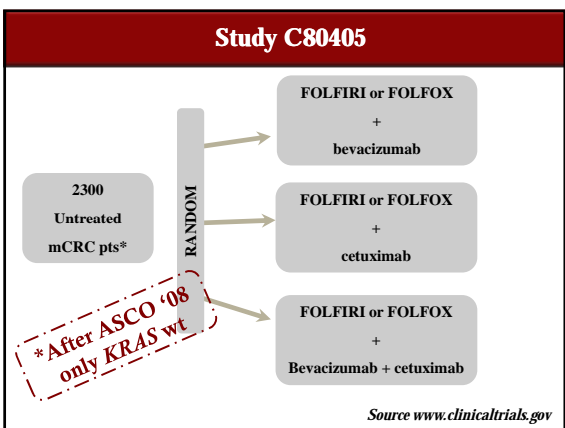 Study C80405
2300
Untreated
mCRC pts*
RANDOM
FOLFIRI or FOLFOX
+
bevacizumab
FOLFIRI or FOLFOX
+
cetuximab
FOLFIRI or FOLFOX
+
Bevacizumab + cetuximab
*After ASCO ‘08
only KRAS wt
Source www.clinicaltrials.gov